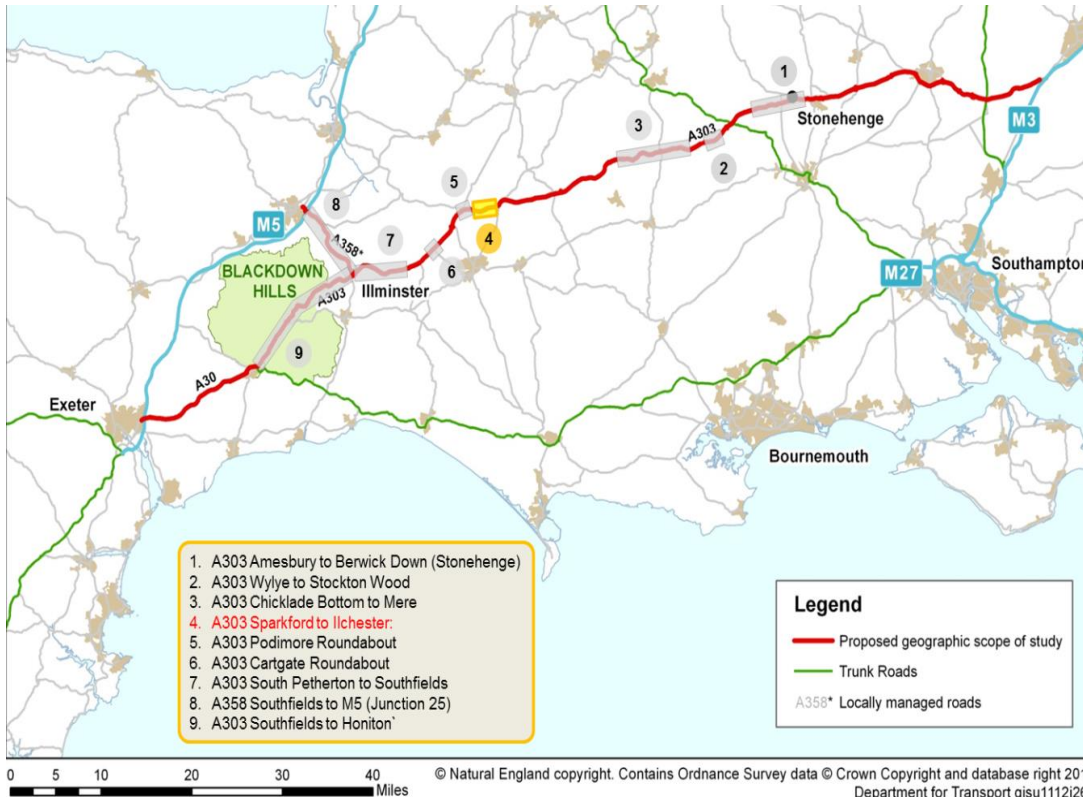 1
Stonehenge
M3
3
A303
2
5
4
8
M5
A358*
7
6
BLACKDOWN
HILLS
A303
Illminster
9
M27
Southampton
A30
Exeter
Bournemouth
1. A303 Amesbury to Berwick Down (Stonehenge)
2. A303 Wylye to Stockton Wood
3. A303 Chicklade Bottom to Mere
4. A303 Sparkford to Ilchester:
5. A303 Podimore Roundabout
6. A303 Cartgate Roundabout
7. A303 South Petherton to Southfields
8. A358 Southfields to M5 (Junction 25)
9. A303 Southfields to Honiton`
Legend
Proposed geographic scope of study
Trunk Roads
A358* Locally managed roads
0 5 10 20 30 40
Miles
© Natural England copyright. Contains Ordnance Survey data © Crown Copyright and database right 201
Department for Transport gisu1112j26